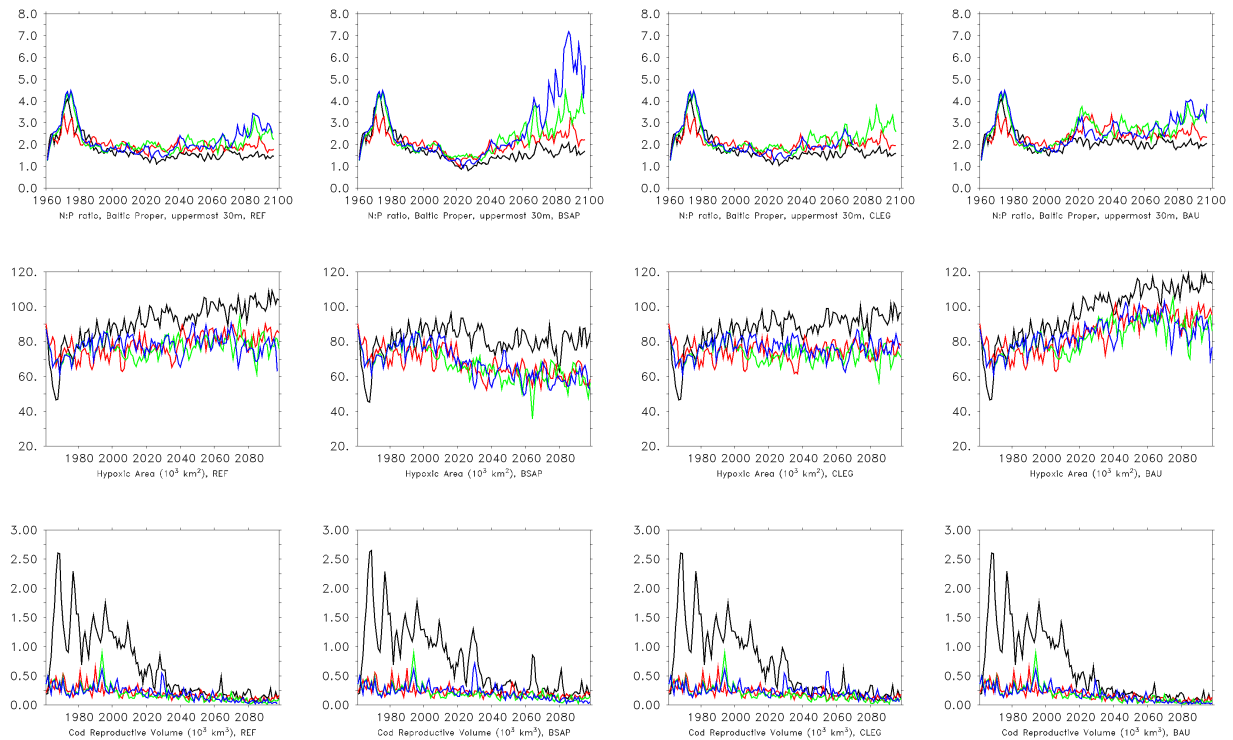 8.0 8.0 8.0 8.0
7.0 7.0 7.0 7.0
6.0 6.0 6.0 6.0
5.0 5.0 5.0 5.0
4.0 4.0 4.0 4.0
3.0 3.0 3.0 3.0
2.0 2.0 2.0 2.0
1.0 1.0 1.0 1.0
0.0 0.0 0.0 0.0
1960 1980 2000 2020 2040 2060 2080 2100 1960 1980 2000 2020 2040 2060 2080 2100 1960 1980 2000 2020 2040 2060 2080 2100 1960 1980 2000 2020 2040 2060 2080 2100
N:P ratio, Baltic Proper, uppermost 30m, REF N:P ratio, Baltic Proper, uppermost 30m, BSAP N:P ratio, Baltic Proper, uppermost 30m, CLEG N:P ratio, Baltic Proper, uppermost 30m, BAU
120. 120. 120. 120.
100. 100. 100. 100.
80. 80. 80. 80.
60. 60. 60. 60.
40. 40. 40. 40.
20. 20. 20. 20.
1980 2000 2020 2040 2060 2080 1980 2000 2020 2040 2060 2080 1980 2000 2020 2040 2060 2080 1980 2000 2020 2040 2060 2080
Hypoxic Area (10³ km²), REF Hypoxic Area (10³ km²), BSAP Hypoxic Area (10³ km²), CLEG Hypoxic Area (10³ km²), BAU
3.00 3.00 3.00 3.00
2.50 2.50 2.50 2.50
2.00 2.00 2.00 2.00
1.50 1.50 1.50 1.50
1.00 1.00 1.00 1.00
0.50 0.50 0.50 0.50
0.00 0.00 0.00 0.00
1980 2000 2020 2040 2060 2080 1980 2000 2020 2040 2060 2080 1980 2000 2020 2040 2060 2080 1980 2000 2020 2040 2060 2080
Cod Reproductive Volume (10³ km³), REF Cod Reproductive Volume (10³ km³), BSAP Cod Reproductive Volume (10³ km³), CLEG Cod Reproductive Volume (10³ km³), BAU